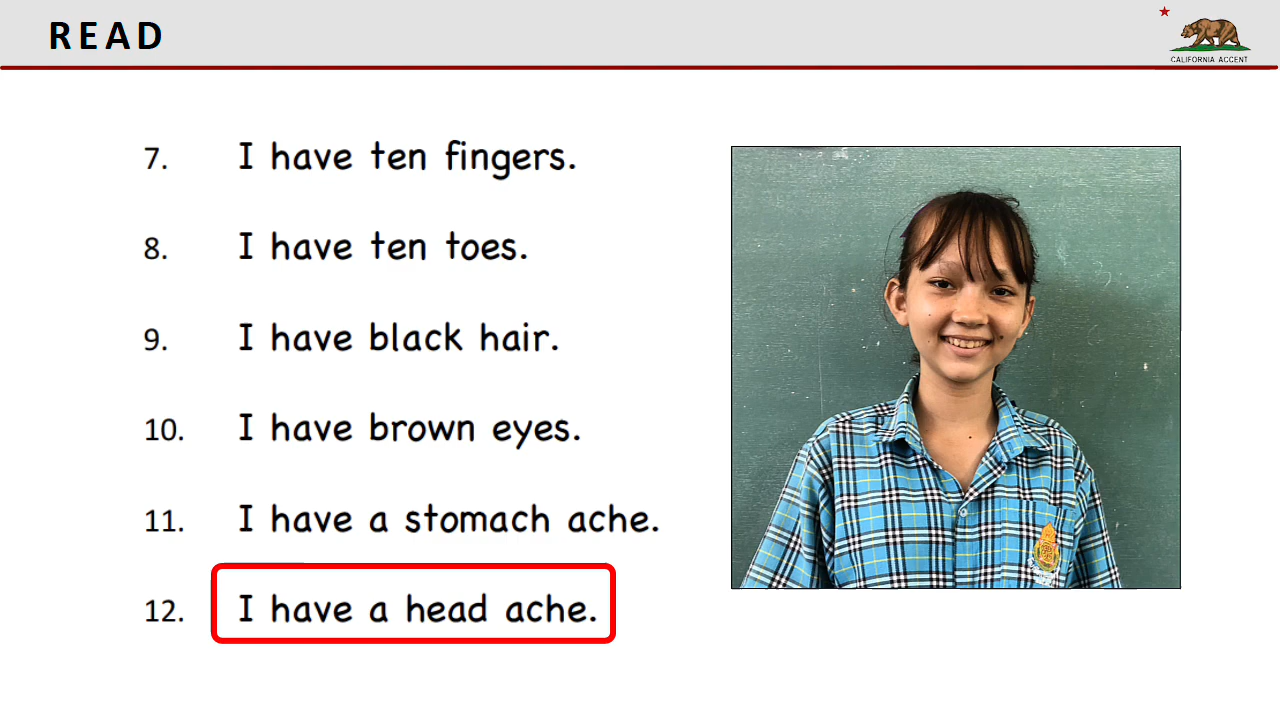 READ
CALIFORNIA ACCENT
7. I have ten fingers.
8. I have ten toes.
9. I have black hair.
10. I have brown eyes.
11. I have a stomach ache.
12. I have a head ache.